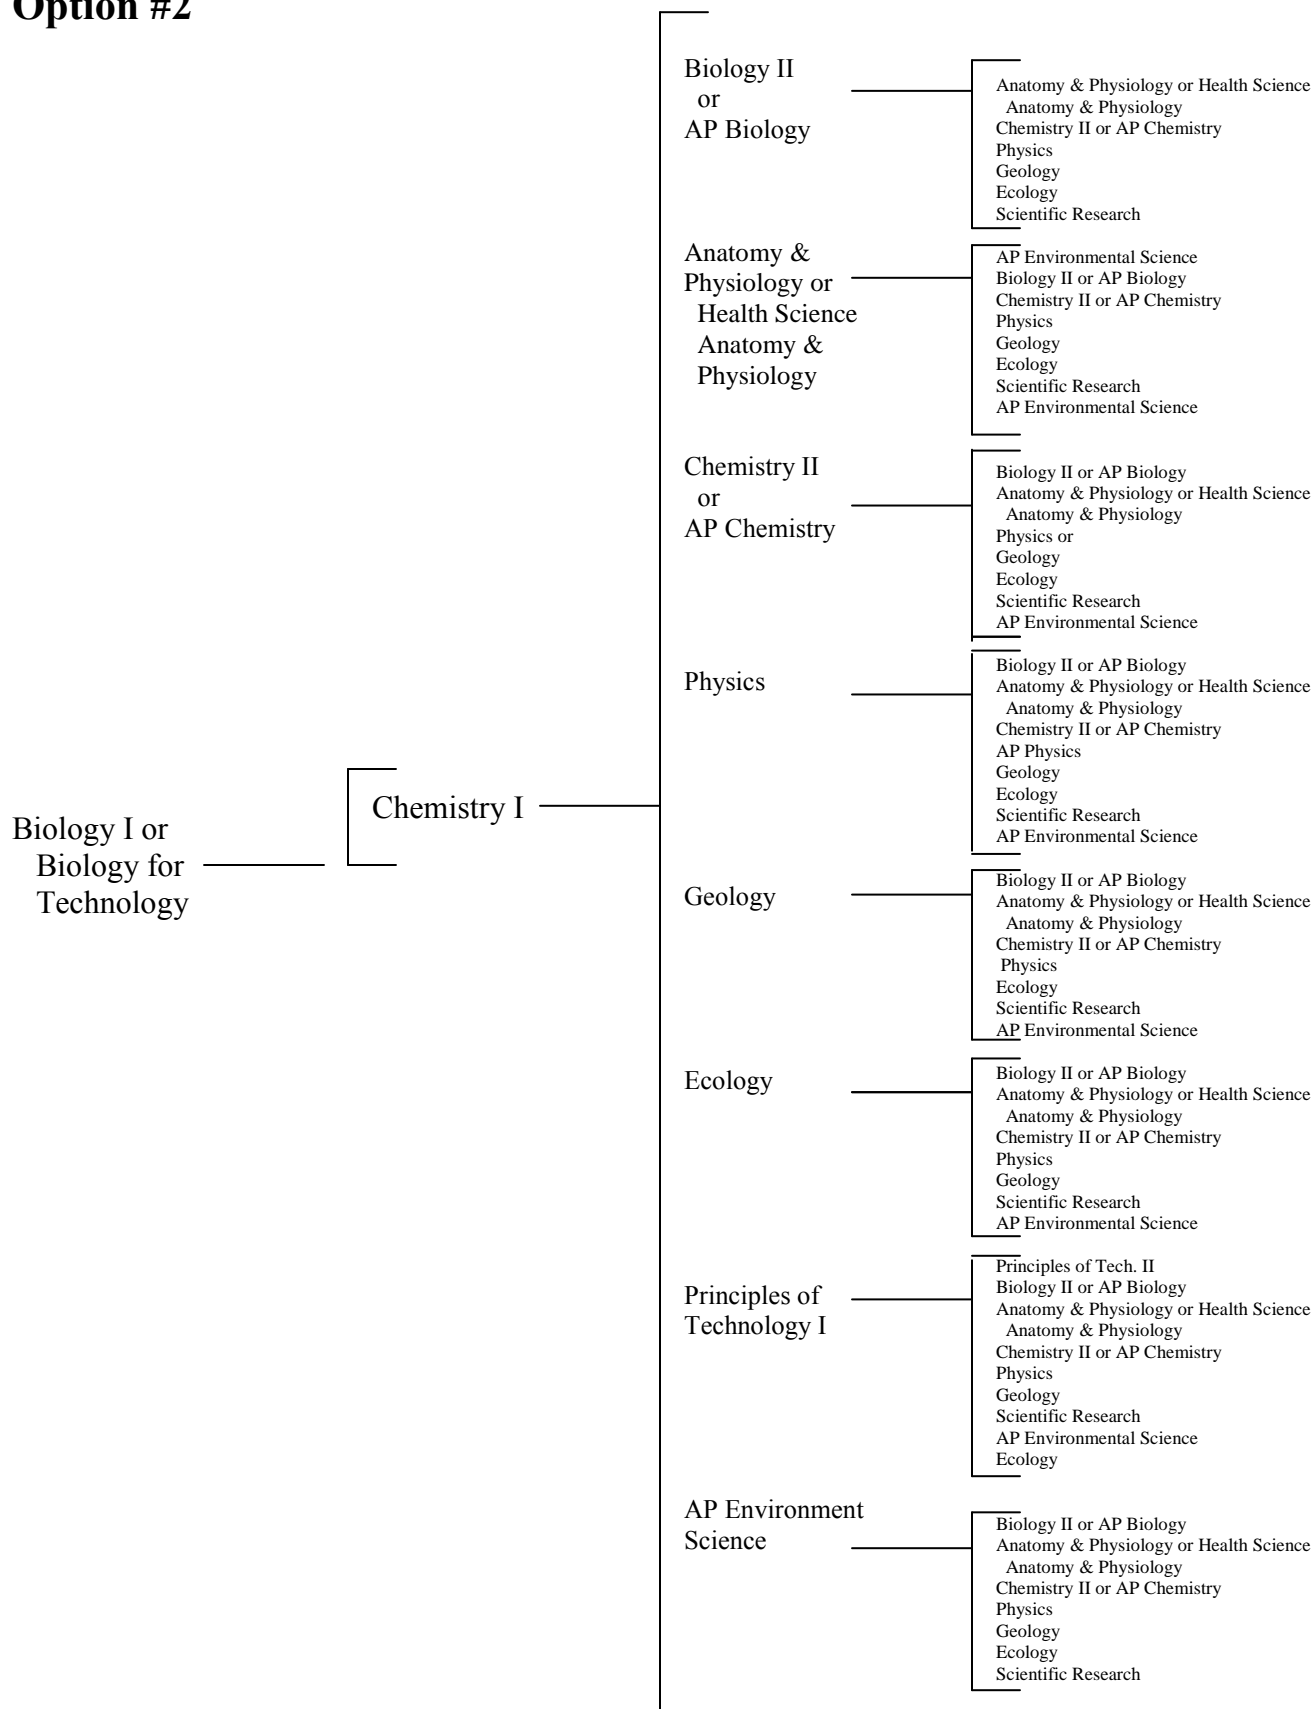 Option #2
Biology I or
Biology for
Technology
Chemistry I
Biology II
or
AP Biology
Anatomy & Physiology or Health Science
Anatomy & Physiology
Chemistry II or AP Chemistry
Physics
Geology
Ecology
Scientific Research
Anatomy &
Physiology or
Health Science
Anatomy &
Physiology
AP Environmental Science
Biology II or AP Biology
Chemistry II or AP Chemistry
Physics
Geology
Ecology
Scientific Research
AP Environmental Science
Chemistry II
or
AP Chemistry
Biology II or AP Biology
Anatomy & Physiology or Health Science
Anatomy & Physiology
Physics or
Geology
Ecology
Scientific Research
AP Environmental Science
Physics
Biology II or AP Biology
Anatomy & Physiology or Health Science
Anatomy & Physiology
Chemistry II or AP Chemistry
AP Physics
Geology
Ecology
Scientific Research
AP Environmental Science
Geology
Biology II or AP Biology
Anatomy & Physiology or Health Science
Anatomy & Physiology
Chemistry II or AP Chemistry
Physics
Ecology
Scientific Research
AP Environmental Science
Ecology
Biology II or AP Biology
Anatomy & Physiology or Health Science
Anatomy & Physiology
Chemistry II or AP Chemistry
Physics
Geology
Scientific Research
AP Environmental Science
Principles of
Technology I
Principles of Tech. II
Biology II or AP Biology
Anatomy & Physiology or Health Science
Anatomy & Physiology
Chemistry II or AP Chemistry
Physics
Geology
Scientific Research
AP Environmental Science
Ecology
AP Environment
Science
Biology II or AP Biology
Anatomy & Physiology or Health Science
Anatomy & Physiology
Chemistry II or AP Chemistry
Physics
Geology
Ecology
Scientific Research